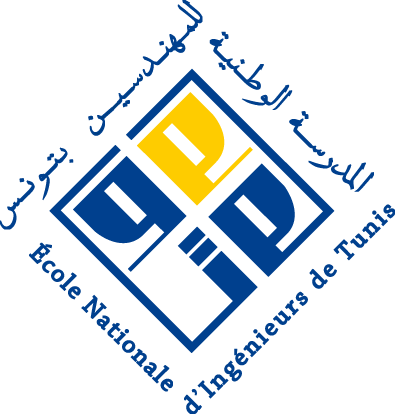 المدرسة الوطنية
للمهندسين بتونس
École Nationale
d'Ingénieurs de Tunis